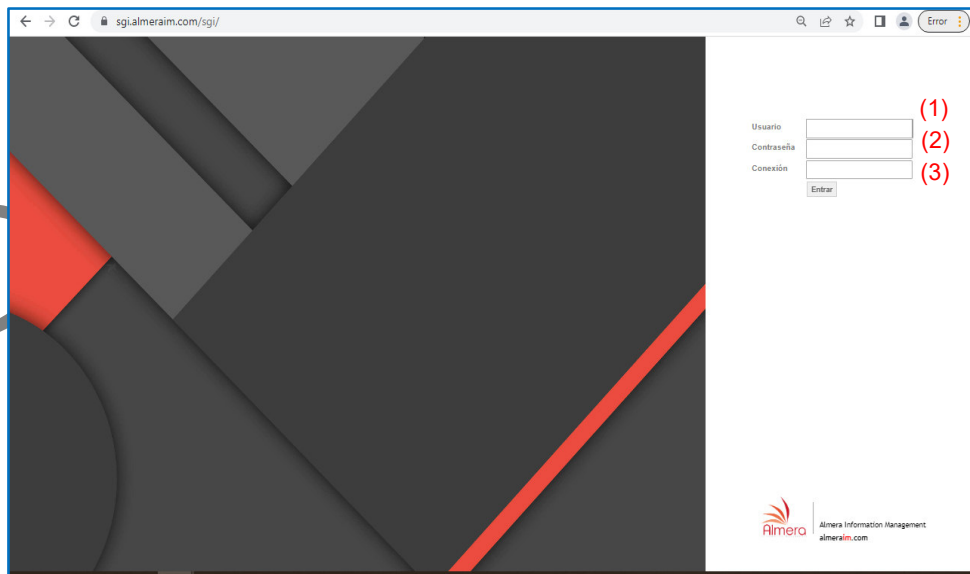 sgi.almeraim.com/sgi/
Error
Usuario
(1)
Contraseña
(2)
Conexión
(3)
Entrar
Almera
Almera Information Management
almeraim.com